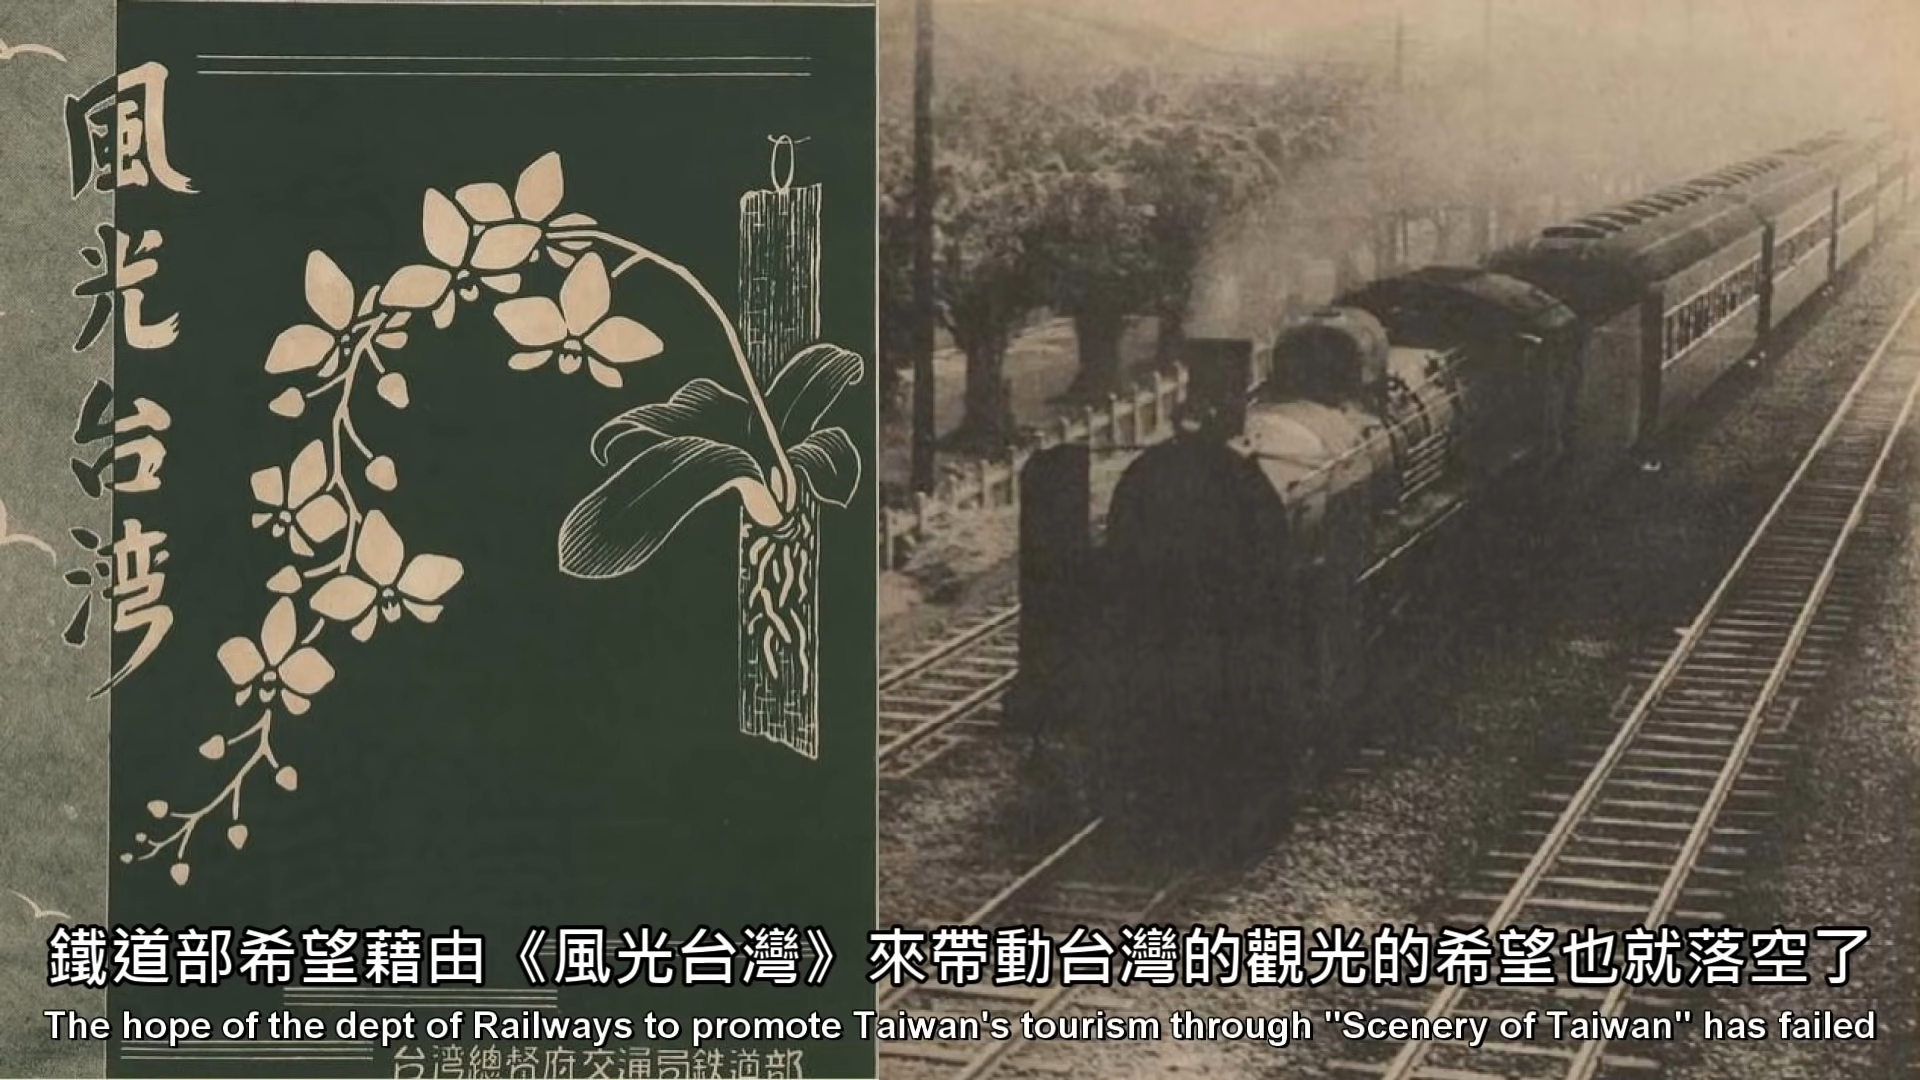 風光台湾
鐵道部希望藉由《風光台灣》來帶動台灣的觀光的希望也就落空了
The hope of the dept of Railways to promote Taiwan's tourism through "Scenery of Taiwan" has failed
台湾總督府交通局鉄道部